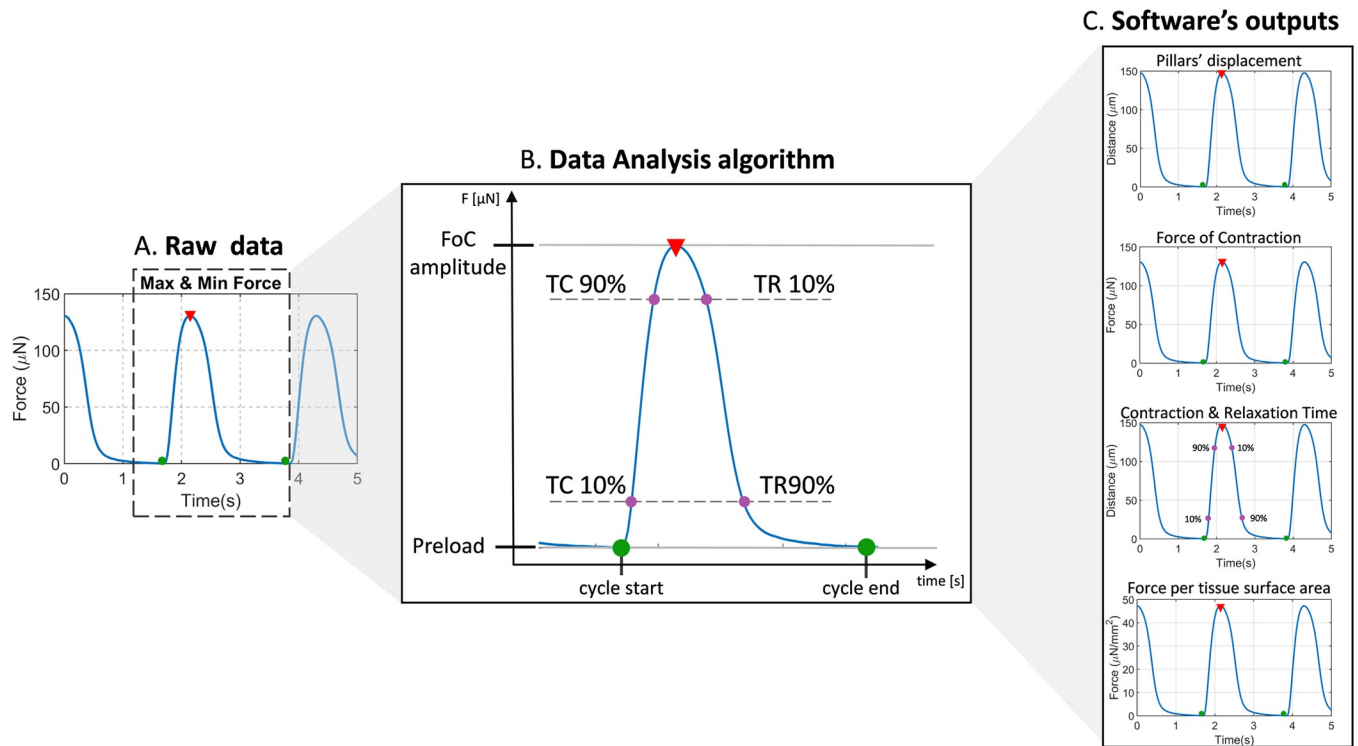 A. Raw data
Max & Min Force
150
100
50
0
Force (μN)
0 1 2 3 4 5
Time(s)
B. Data Analysis algorithm
F [μN]
FoC
amplitude
TC 90% TR 10%
TC 10% TR90%
Preload
cycle start
cycle end
time [s]
C. Software's outputs
Pillars' displacement
150
100
50
0
Distance (μm)
0 1 2 3 4 5
Time(s)
Force of Contraction
150
100
50
0
Force (μN)
0 1 2 3 4 5
Time(s)
Contraction & Relaxation Time
150
100
50
0
Distance (μm)
90% 10%
10% 90%
0 1 2 3 4 5
Time(s)
Force per tissue surface area
50
40
30
20
10
0
Force (μN/mm²)
0 1 2 3 4 5
Time(s)